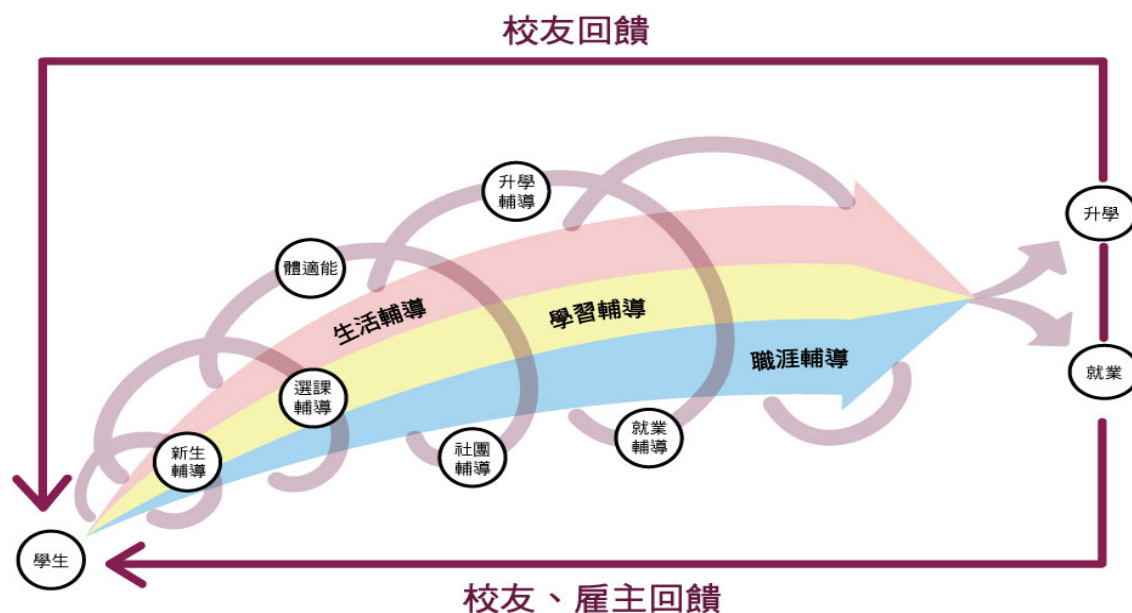 校友回饋
升學
輔導
升學
體適能
生活輔導
學習輔導
職涯輔導
就業
選課
輔導
新生
輔導
社團
輔導
就業
輔導
學生
校友、雇主回饋